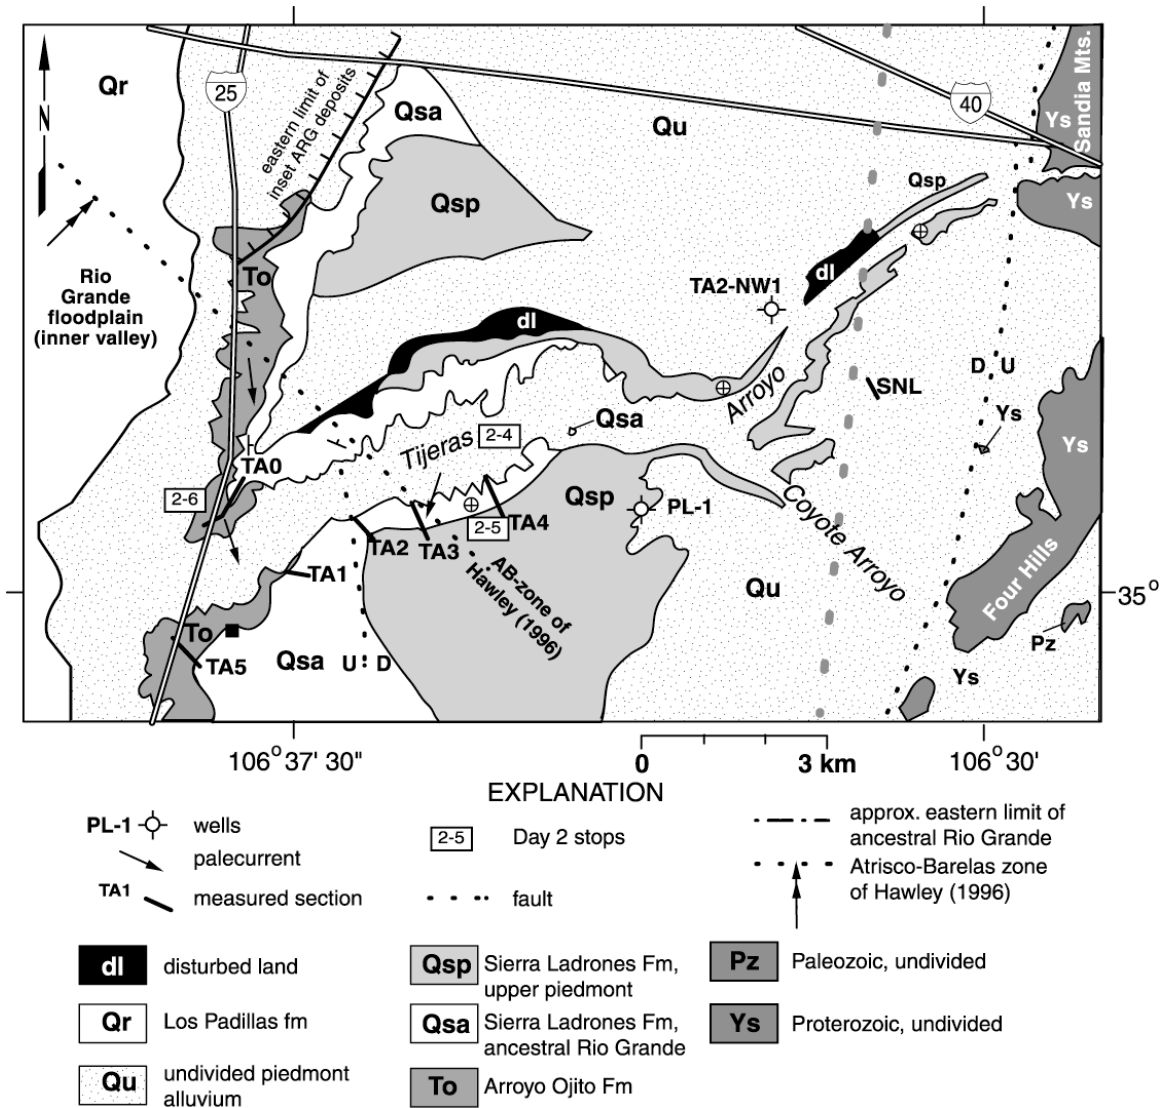 Qr
25
eastern limit of
inset ARG deposits
Qsa
Qu
40
Ys
Sandia Mts.
N
Qsp
Qsp
Ys
Rio
Grande
floodplain
(inner valley)
To
dl
TA2-NW1
dl
D U
Arroyo
SNL
Ys
Qsa
Tijeras
2-4
Ys
TA0
2-6
Qsp
PL-1
2-5
TA4
TA2
TA3
Coyote Arroyo
AB-zone of
Hawley (1996)
TA1
Qu
Four Hills
35°
To
Pz
Qsa
U D
TA5
Ys
106° 37' 30"
0
3 km
106° 30'
EXPLANATION
PL-1
wells
palecurrent
TA1
measured section
2-5
Day 2 stops
fault
approx. eastern limit of
ancestral Rio Grande
Atrisco-Barelas zone
of Hawley (1996)
dl
disturbed land
Qr
Los Padillas fm
Qu
undivided piedmont
alluvium
Qsp
Sierra Ladrones Fm,
upper piedmont
Qsa
Sierra Ladrones Fm,
ancestral Rio Grande
To
Arroyo Ojito Fm
Pz
Paleozoic, undivided
Ys
Proterozoic, undivided